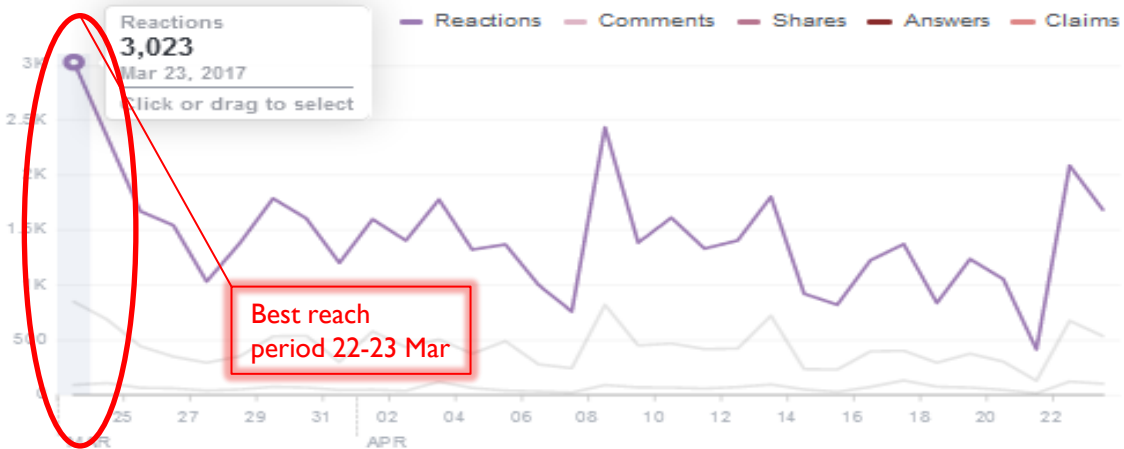 Reactions
3,023
Mar 23, 2017
Click or drag to select
Reactions Comments Shares Answers Claims
3K
2.5K
2K
1.5K
1K
500
0
Best reach
period 22-23 Mar
25 27 29 31 02 04 06 08 10 12 14 16 18 20 22
MAR APR